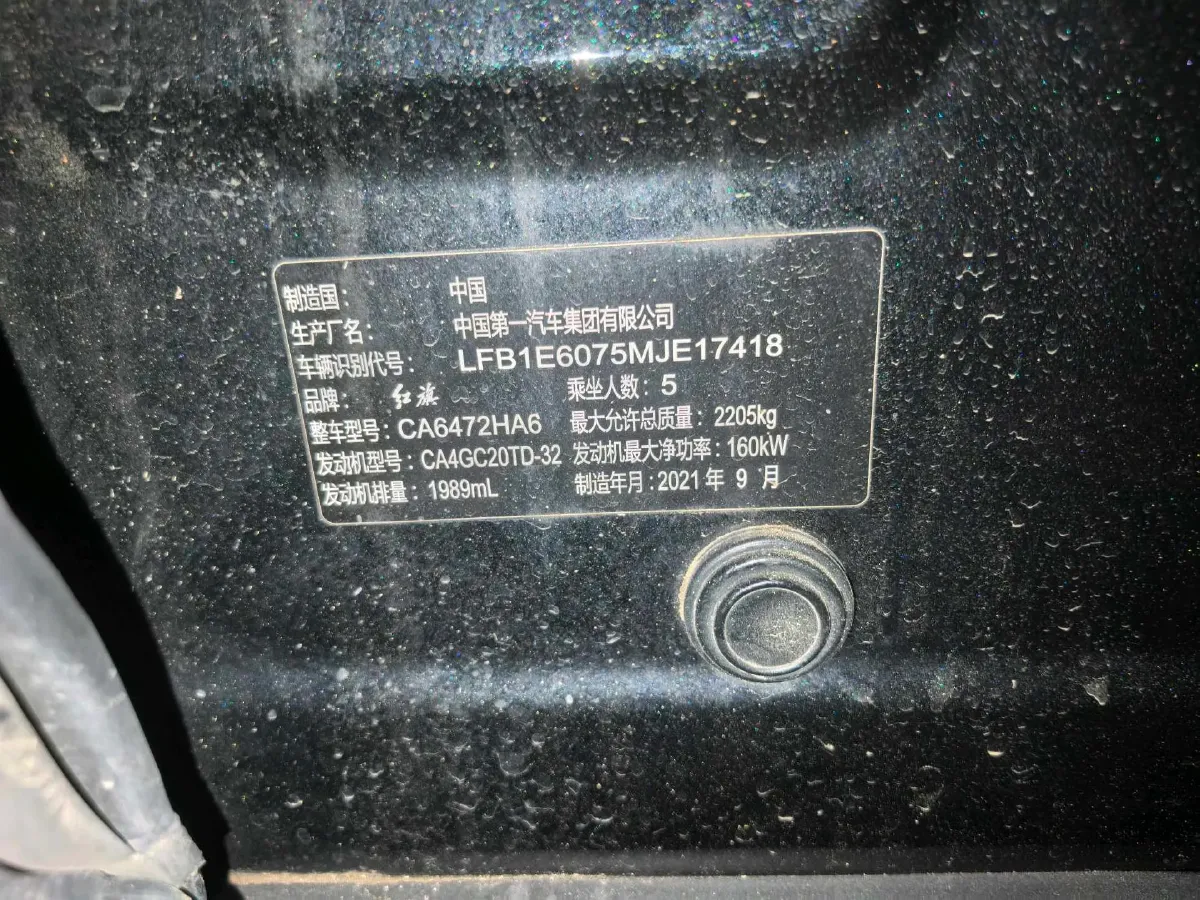 制造国： 中国
生产厂名： 中国第一汽车集团有限公司
车辆识别代号： LFB1E6075MJE17418
品牌： 红旗 乘坐人数：5
整车型号：CA6472HA6 最大允许总质量：2205kg
发动机型号：CA4GC20TD-32 发动机最大净功率：160kW
发动机排量：1989mL 制造年月：2021年 9 月